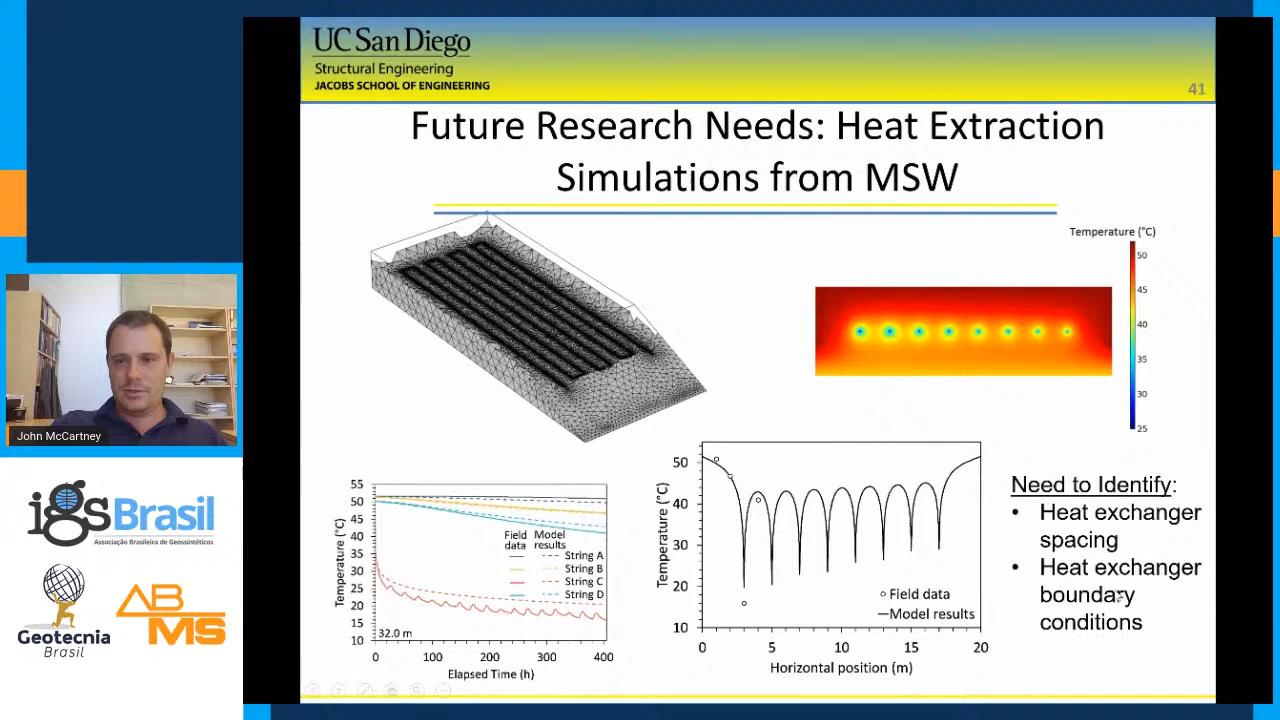 UC San Diego
Structural Engineering
JACOBS SCHOOL OF ENGINEERING
41
Future Research Needs: Heat Extraction
Simulations from MSW
Temperature (°C)
50
45
40
35
30
25
John McCartney
igsBrasil
Associação Brasileira de Geossintéticos
Geotecnia
Brasil
AB
MS
55
50
45
40
35
30
25
20
15
10
Temperature (°C)
Field data
Model results
String A
String B
String C
String D
32.0 m
0
100
200
300
400
Elapsed Time (h)
50
40
30
20
10
Temperature (°C)
Field data
Model results
0
5
10
15
20
Horizontal position (m)
Need to Identify:
• Heat exchanger
spacing
• Heat exchanger
boundary
conditions